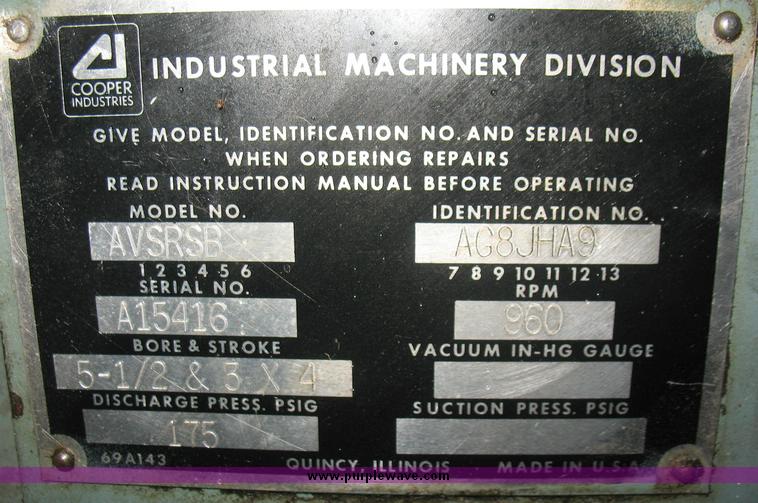 COOPER
INDUSTRIES
INDUSTRIAL MACHINERY DIVISION
GIVE MODEL, IDENTIFICATION NO. AND SERIAL NO.
WHEN ORDERING REPAIRS
READ INSTRUCTION MANUAL BEFORE OPERATING
MODEL NO. IDENTIFICATION NO.
AVSRSB AG8JHA9
1 2 3 4 5 6 7 8 9 10 11 12 13
SERIAL NO. RPM
A15416 960
BORE & STROKE VACUUM IN-HG GAUGE
5-1/2 & 3 X 4
DISCHARGE PRESS. PSIG SUCTION PRESS. PSIG
175
69A143 QUINCY, ILLINOIS MADE IN U.S.A.
www.purplewave.com